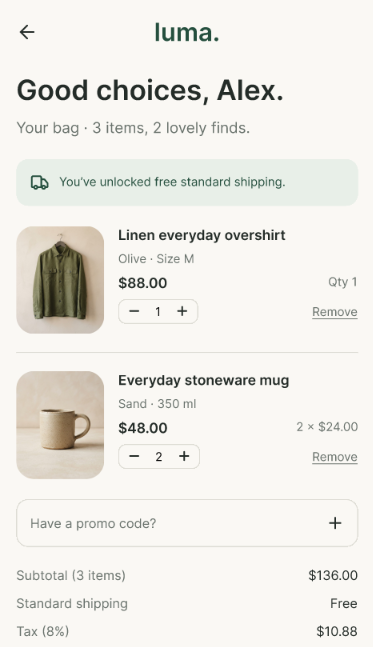 luma.
Good choices, Alex.
Your bag · 3 items, 2 lovely finds.
You've unlocked free standard shipping.
Linen everyday overshirt
Olive · Size M
$88.00
Qty 1
− 1 +
Remove
Everyday stoneware mug
Sand · 350 ml
$48.00
2 × $24.00
− 2 +
Remove
Have a promo code? +
Subtotal (3 items) $136.00
Standard shipping Free
Tax (8%) $10.88